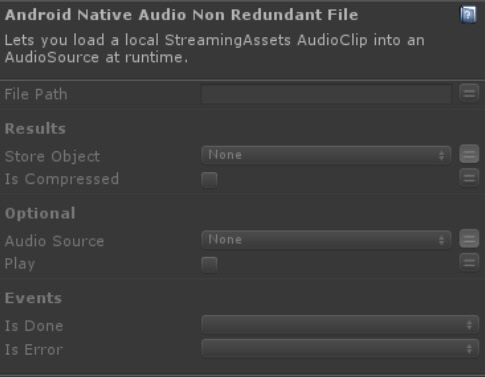 Android Native Audio Non Redundant File
Lets you load a local StreamingAssets AudioClip into an
AudioSource at runtime.
File Path
Results
Store Object None
Is Compressed
Optional
Audio Source None
Play
Events
Is Done
Is Error